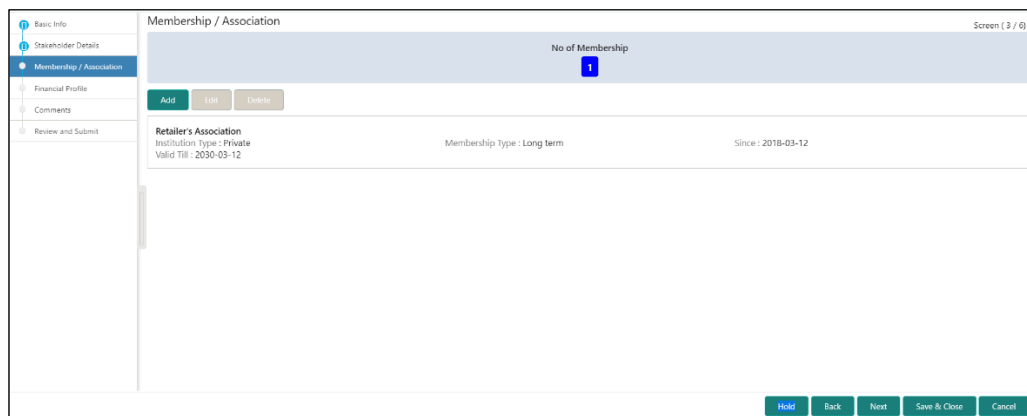 Basic Info
Stakeholder Details
Membership / Association
Financial Profile
Comments
Review and Submit
Membership / Association
Screen ( 3 / 6)
No of Membership
1
Add Edit Delete
Retailer's Association
Institution Type : Private Membership Type : Long term Since : 2018-03-12
Valid Till : 2030-03-12
Hold Back Next Save & Close Cancel